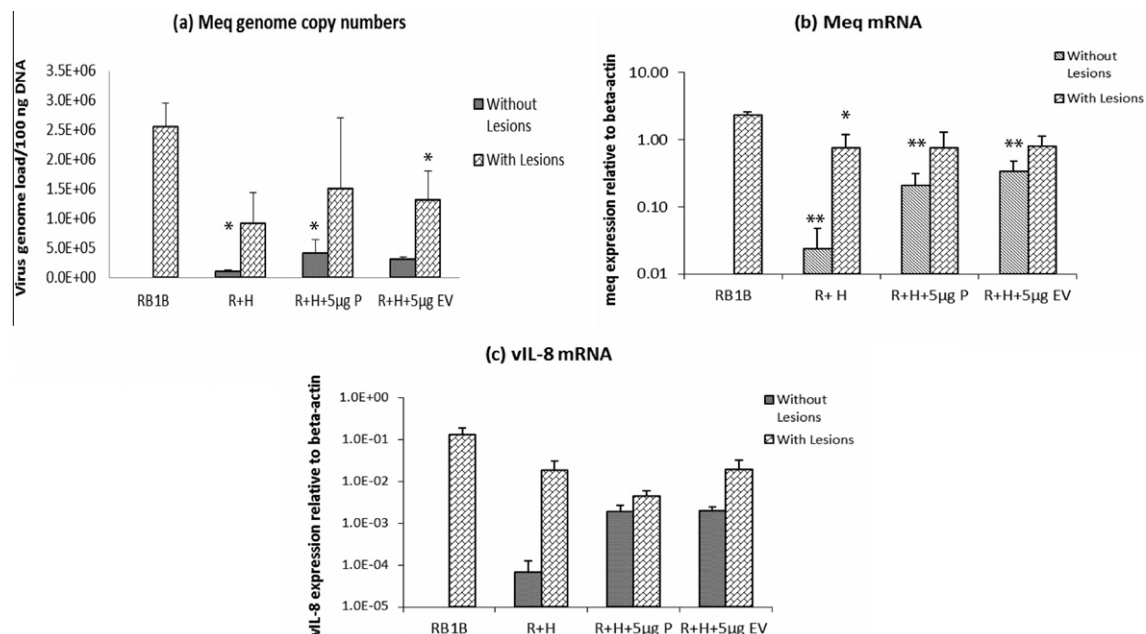 (a) Meq genome copy numbers
Virus genome load/100 ng DNA
3.5E+06
3.0E+06
2.5E+06
2.0E+06
1.5E+06
1.0E+06
5.0E+05
0.0E+00
*
*
*
RB1B
R+H
R+H+5µg P
R+H+5µg EV
Without
Lesions
With Lesions
(b) Meq mRNA
meq expression relative to beta-actin
10.00
1.00
0.10
0.01
**
*
**
**
RB1B
R+ H
R+H+5µg P
R+H+5µg EV
Without
Lesions
With Lesions
(c) vIL-8 mRNA
vIL-8 expression relative to beta-actin
1.0E+00
1.0E-01
1.0E-02
1.0E-03
1.0E-04
1.0E-05
RB1B
R+H
R+H+5µg P
R+H+5µg EV
Without
Lesions
With Lesions